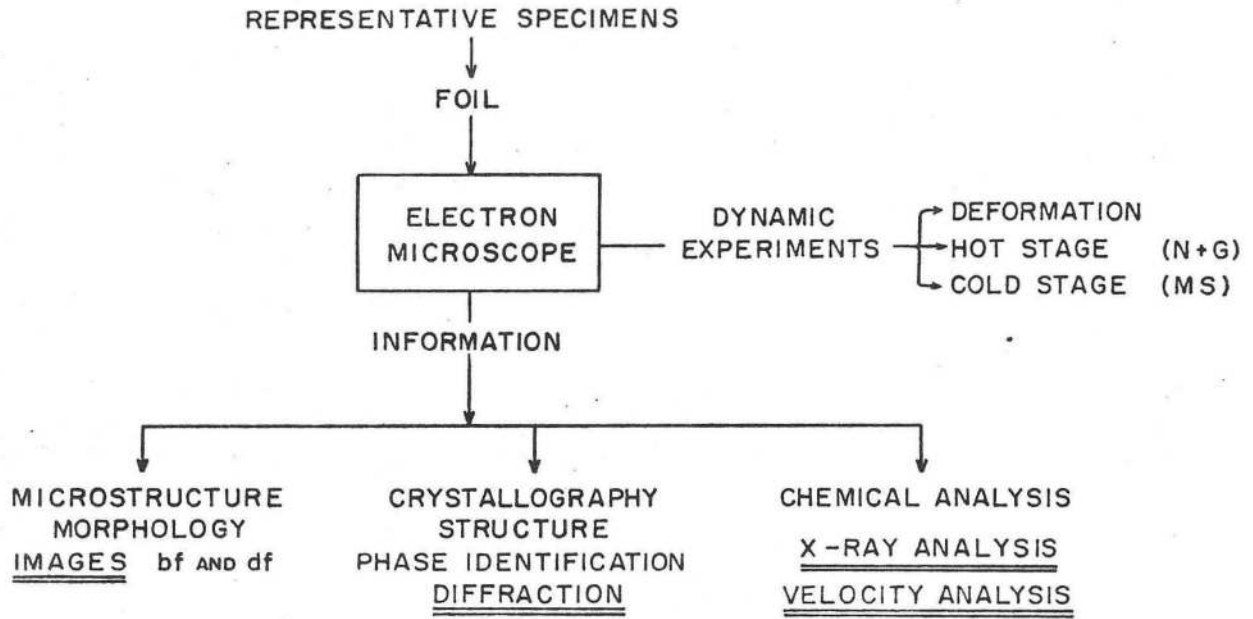 REPRESENTATIVE SPECIMENS
FOIL
ELECTRON
MICROSCOPE
DYNAMIC
EXPERIMENTS
DEFORMATION
HOT STAGE (N+G)
COLD STAGE (MS)
INFORMATION
MICROSTRUCTURE
MORPHOLOGY
IMAGES bf AND df
CRYSTALLOGRAPHY
STRUCTURE
PHASE IDENTIFICATION
DIFFRACTION
CHEMICAL ANALYSIS
X-RAY ANALYSIS
VELOCITY ANALYSIS